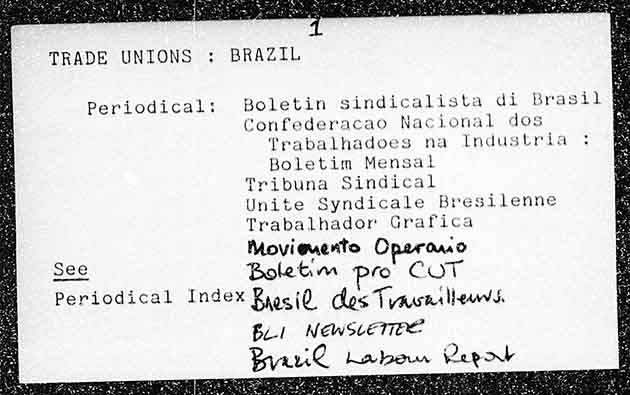 1
TRADE UNIONS : BRAZIL
Periodical: Boletin sindicalista di Brasil
Confederacao Nacional dos
Trabalhadoes na Industria :
Boletim Mensal
Tribuna Sindical
Unite Syndicale Bresilenne
Trabalhador Grafica
Movimento Operario
See Boletim pro CUT
Periodical Index Bresil des Travailleurs.
BLI NEWSLETTER
Brazil Labour Report